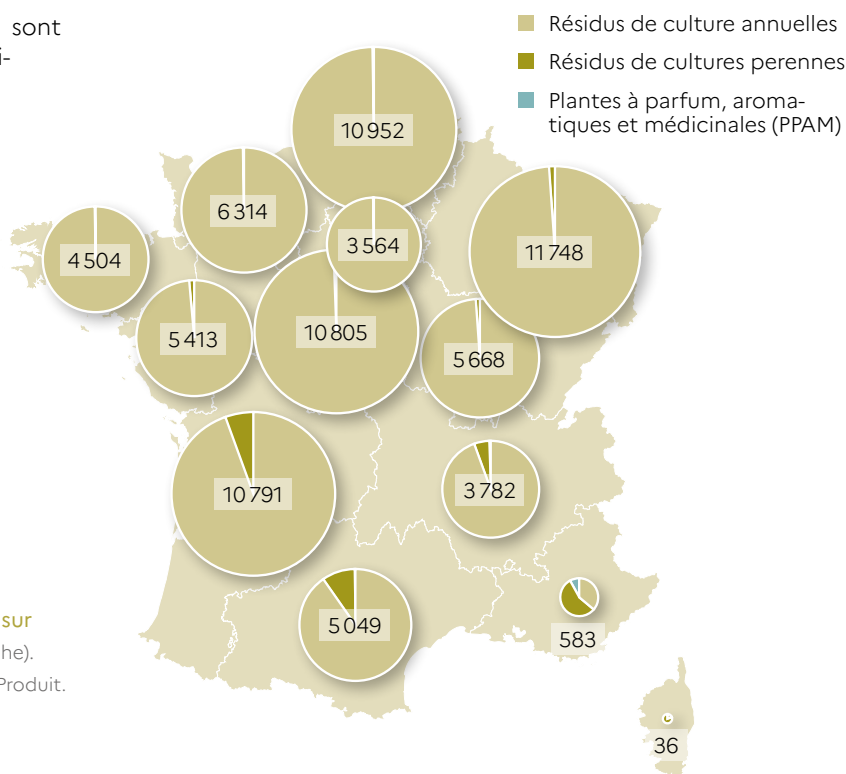 sont
i-
Résidus de culture annuelles
Résidus de cultures perennes
Plantes à parfum, aroma-
tiques et médicinales (PPAM)
10 952
6 314
3 564
4 504
11 748
5 413
10 805
5 668
10 791
3 782
5 049
583
36
sur
he).
Produit.